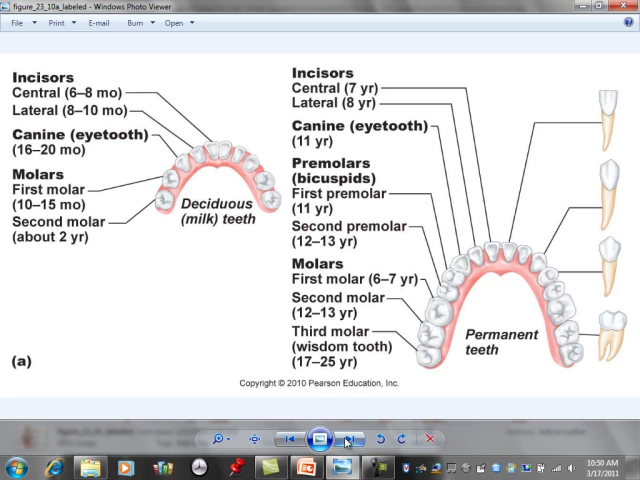 figure_23_10a_labeled - Windows Photo Viewer
File Print E-mail Burn Open
Incisors
Central (6–8 mo)
Lateral (8–10 mo)
Canine (eyetooth)
(16–20 mo)
Molars
First molar
(10–15 mo)
Second molar
(about 2 yr)
Deciduous
(milk) teeth
Incisors
Central (7 yr)
Lateral (8 yr)
Canine (eyetooth)
(11 yr)
Premolars
(bicuspids)
First premolar
(11 yr)
Second premolar
(12–13 yr)
Molars
First molar (6–7 yr)
Second molar
(12–13 yr)
Third molar
(wisdom tooth)
(17–25 yr)
Permanent
teeth
(a)
Copyright © 2010 Pearson Education, Inc.
10:50 AM
3/17/2011